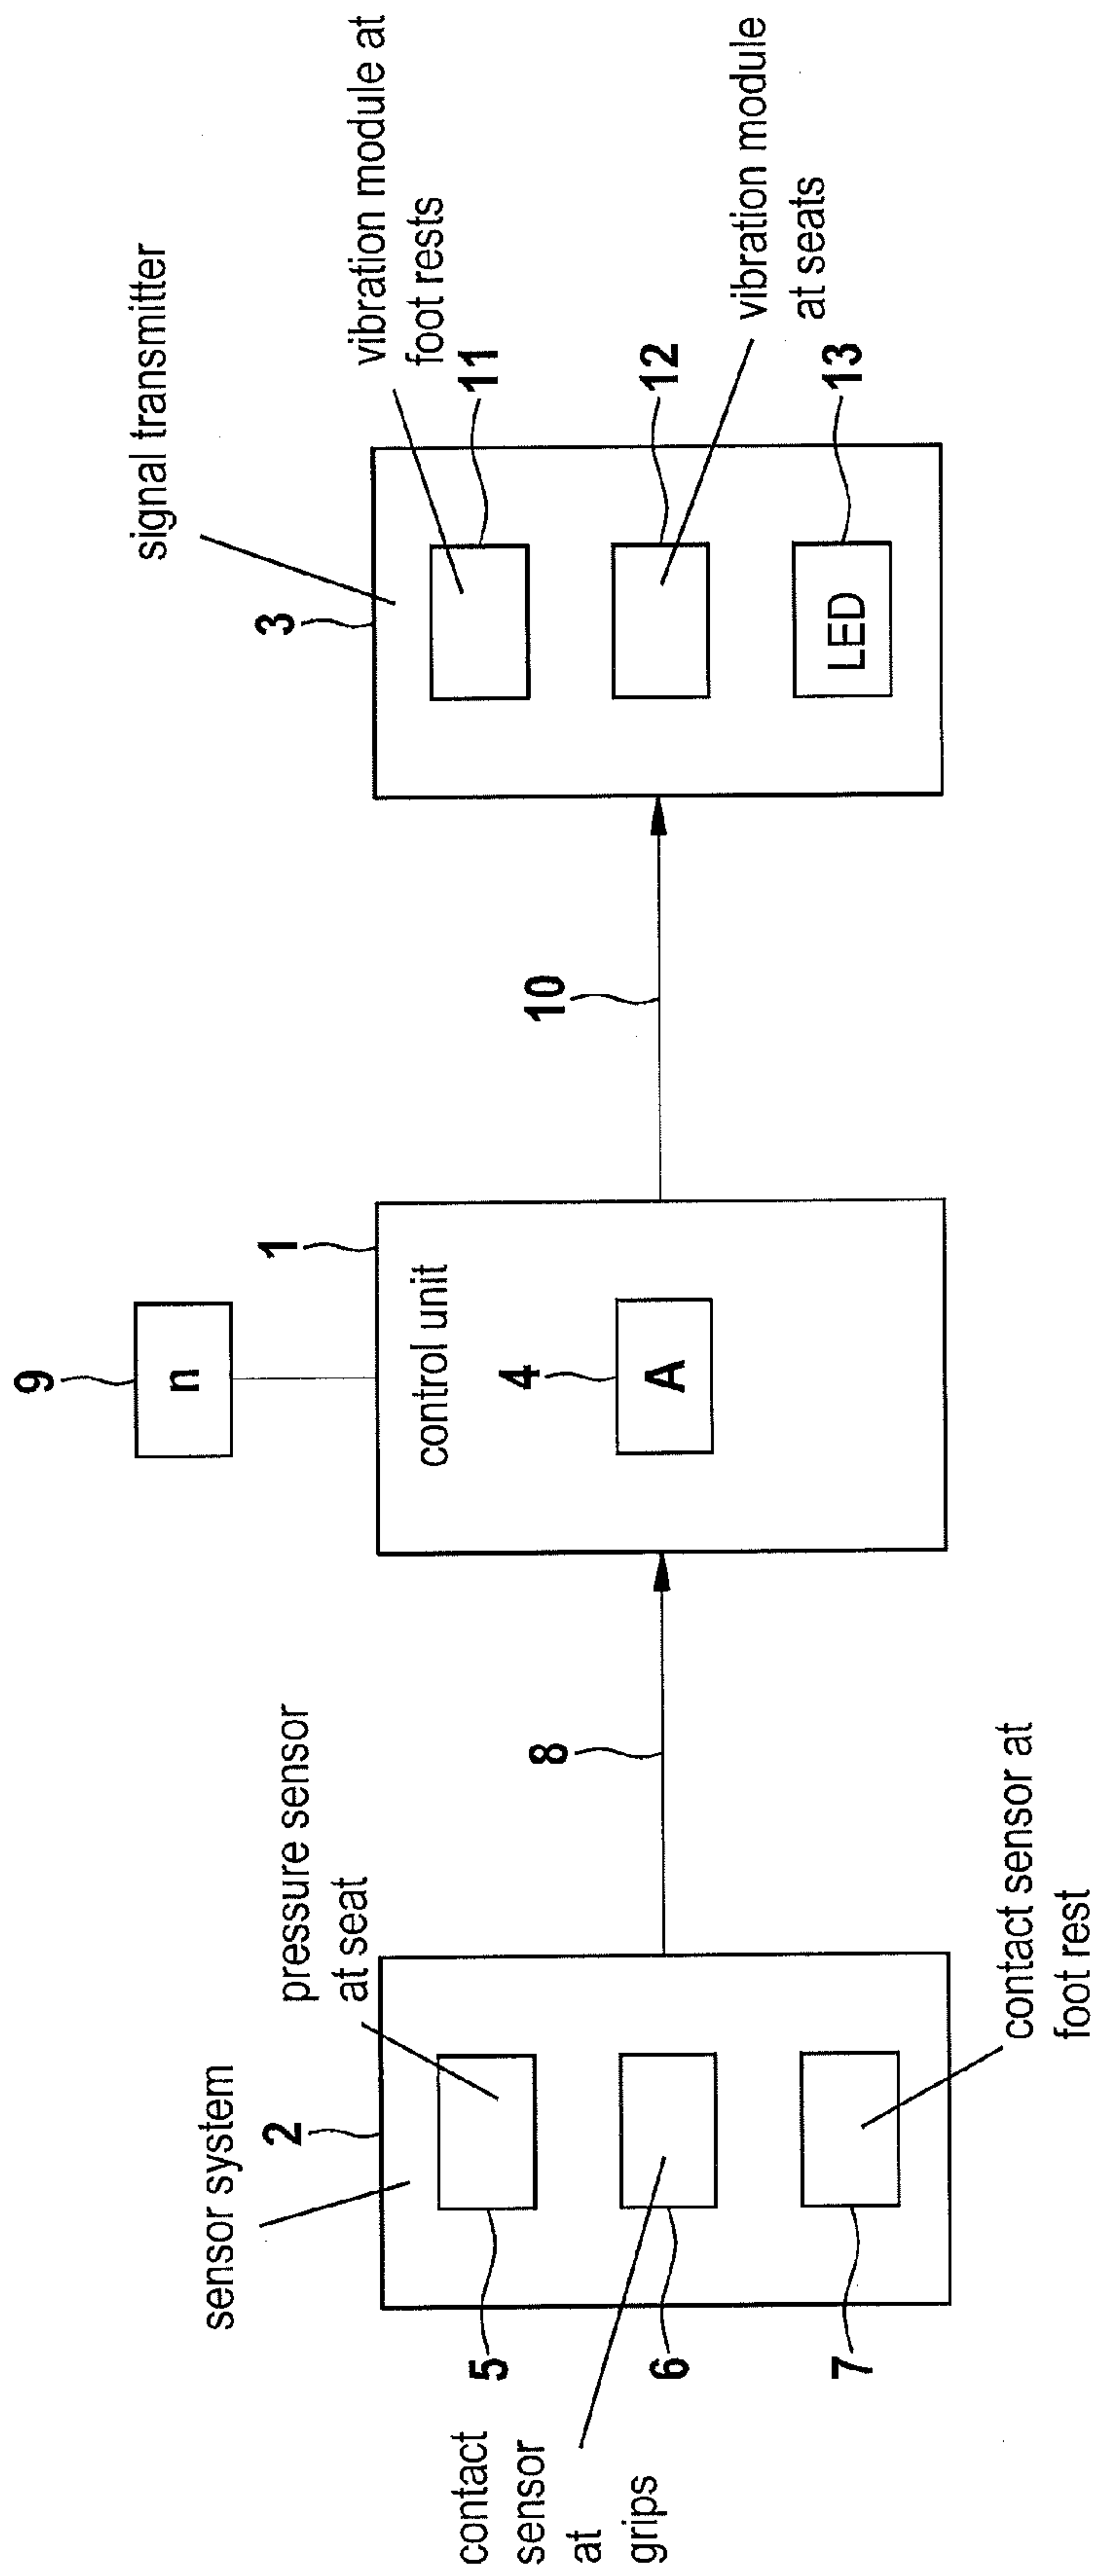 sensor system
2
pressure sensor
at seat
5
6
7
contact
sensor
at
grips
contact sensor at
foot rest
8
9
n
1
control unit
4
A
10
signal transmitter
3
vibration module at
foot rests
11
12
vibration module
at seats
13
LED